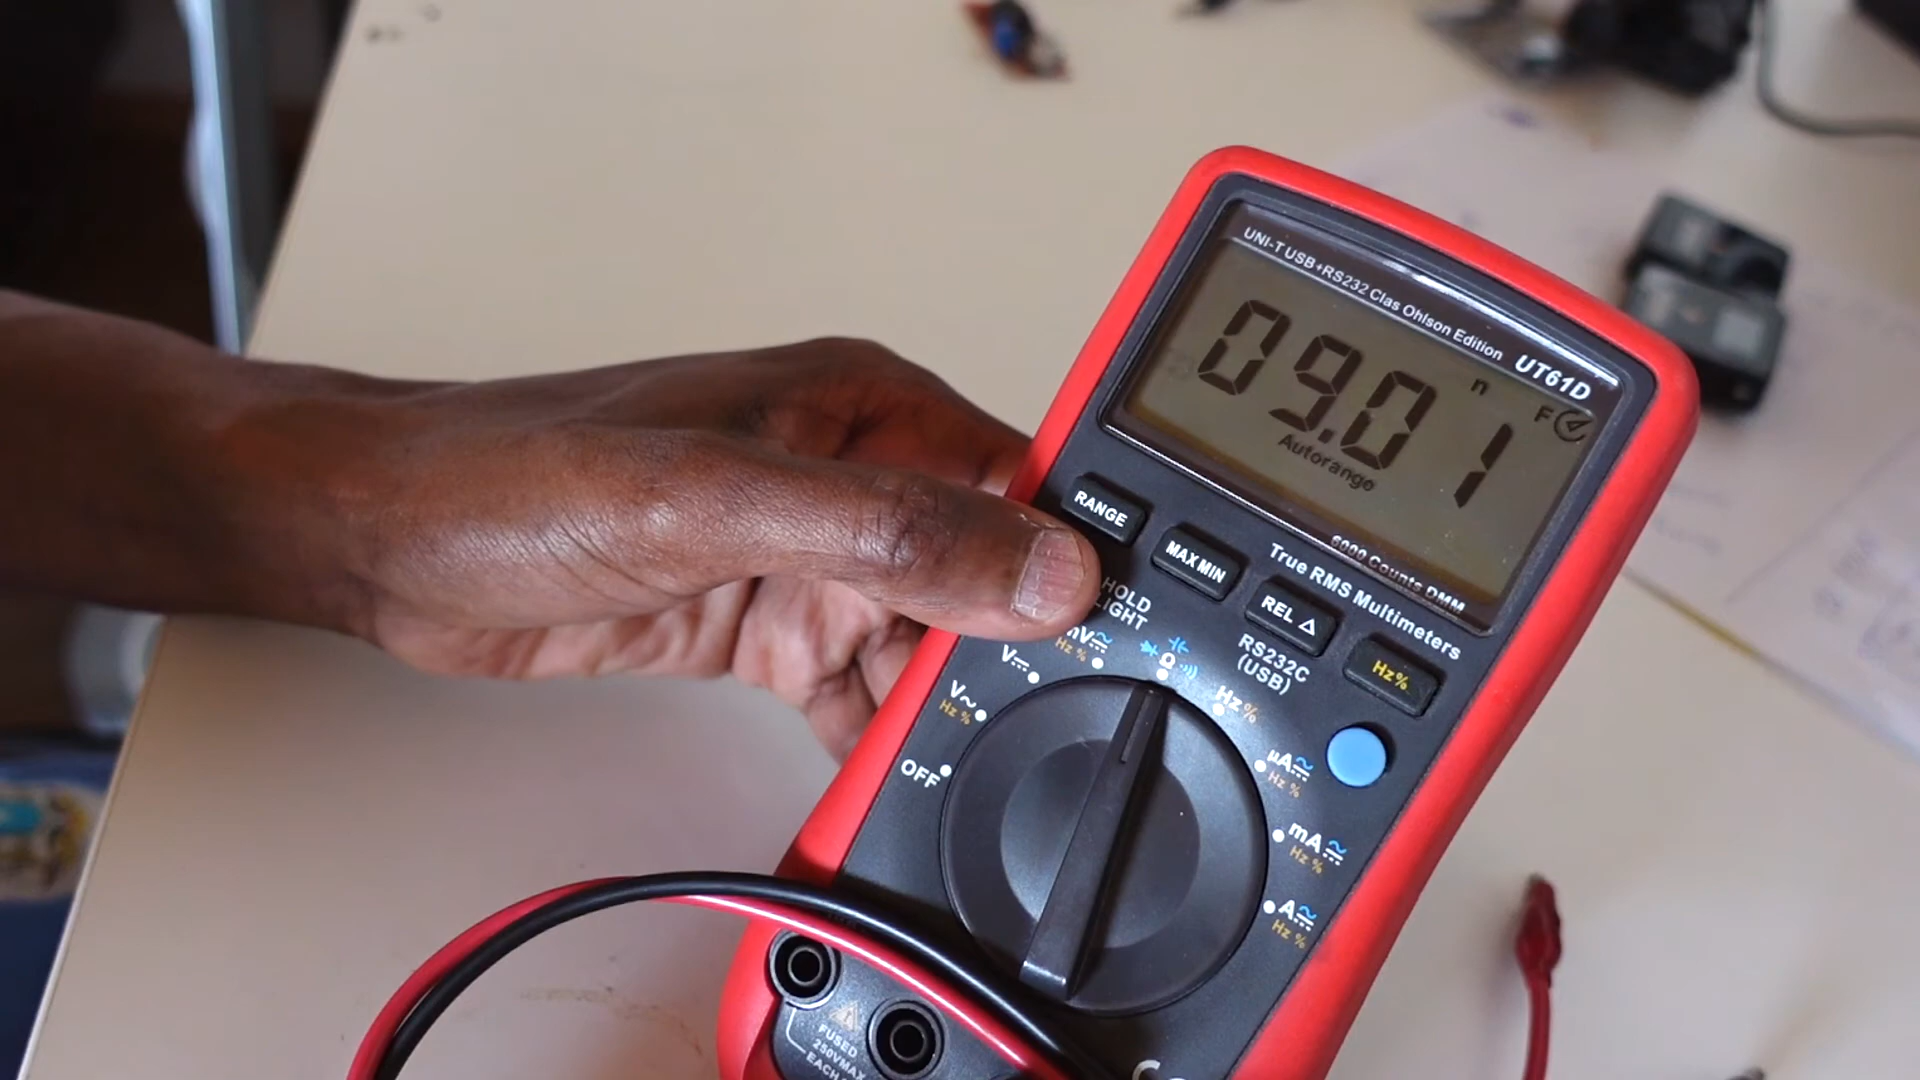 UNI-T USB+RS232 Clas Ohlson Edition UT61D
n
F
09.01
Autorange
6000 Counts DMM
True RMS Multimeters
RANGE
MAX MIN
REL △
Hz%
HOLD
LIGHT
RS232C
(USB)
mV
Hz %
V
V~
Hz %
OFF
Ω
Hz%
µA
Hz %
mA
Hz %
A
Hz %
FUSED
250VMAX
EACH